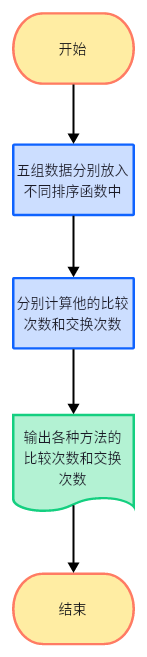 开始
五组数据分别放入
不同排序函数中
分别计算他的比较
次数和交换次数
输出各种方法的
比较次数和交换
次数
结束